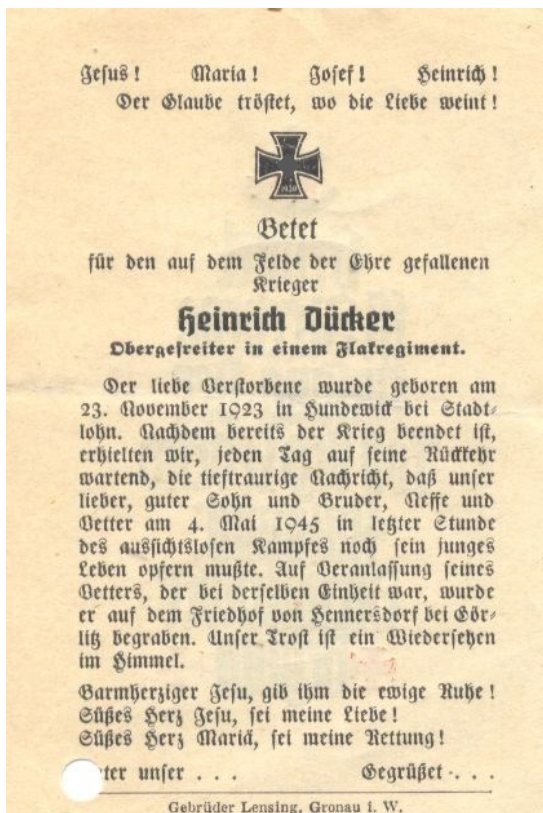 Jesus! Maria! Josef! Heinrich!
Der Glaube tröstet, wo die Liebe weint!
Betet
für den auf dem Felde der Ehre gefallenen
Krieger
Heinrich Dücker
Obergefreiter in einem Flakregiment.
Der liebe Verstorbene wurde geboren am
23. November 1923 in Hundewick bei Stadt-
lohn. Nachdem bereits der Krieg beendet ist,
erhielten wir, jeden Tag auf seine Rückkehr
wartend, die tieftraurige Nachricht, daß unser
lieber, guter Sohn und Bruder, Neffe und
Vetter am 4. Mai 1945 in letzter Stunde
des aussichtslosen Kampfes noch sein junges
Leben opfern mußte. Auf Veranlassung seines
Vetters, der bei derselben Einheit war, wurde
er auf dem Friedhof von Hennersdorf bei Gör-
litz begraben. Unser Trost ist ein Wiedersehen
im Himmel.
Barmherziger Jesu, gib ihm die ewige Ruhe!
Süßes Herz Jesu, sei meine Liebe!
Süßes Herz Mariä, sei meine Rettung!
unser . . . Gegrüßet . . .
Gebrüder Lensing, Gronau i. W.